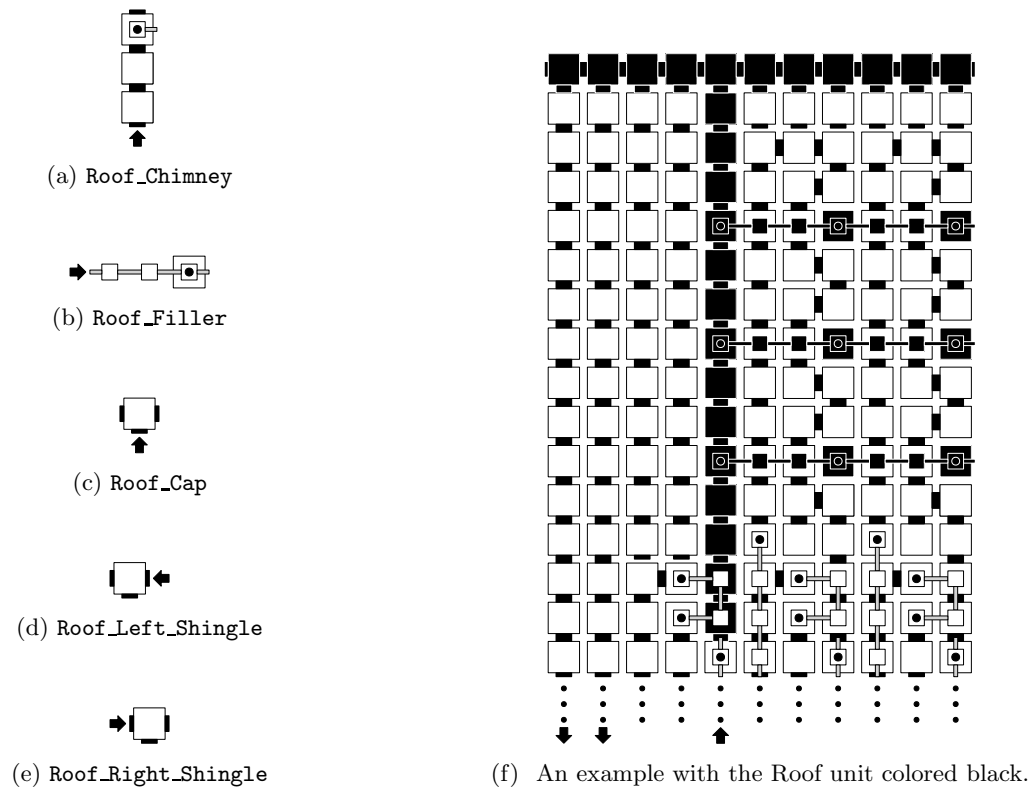 (a) Roof_Chimney
(b) Roof_Filler
(c) Roof_Cap
(d) Roof_Left_Shingle
(e) Roof_Right_Shingle
(f) An example with the Roof unit colored black.